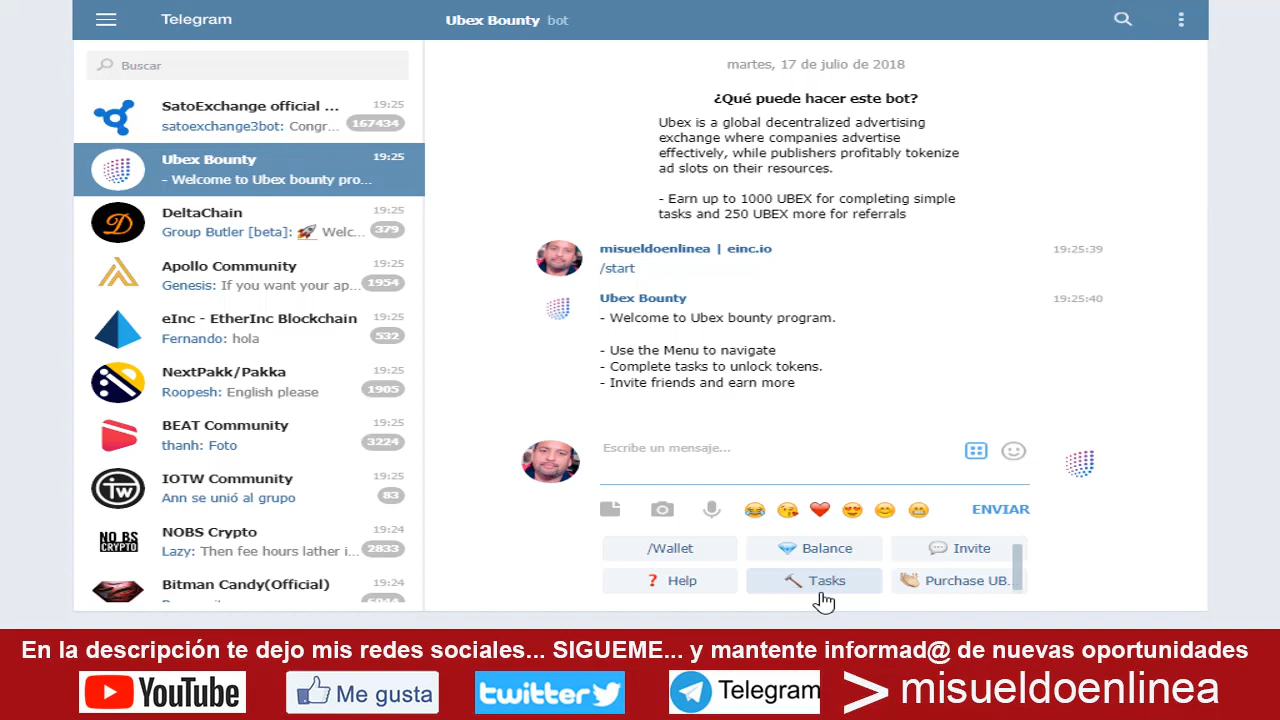 Telegram
Ubex Bounty bot
Buscar
SatoExchange official ... 19:25
satoexchange3bot: Congr... 167434
Ubex Bounty 19:25
- Welcome to Ubex bounty pro...
DeltaChain 19:25
Group Butler [beta]: 🚀 Welc... 379
Apollo Community 19:25
Genesis: If you want your ap... 1954
eInc - EtherInc Blockchain 19:25
Fernando: hola 532
NextPakk/Pakka 19:25
Roopesh: English please 1905
BEAT Community 19:25
thanh: Foto 3224
IOTW Community 19:25
Ann se unió al grupo 83
NO.BS
CRYPTO
NOBS Crypto 19:24
Lazy: Then fee hours lather i... 2833
Bitman Candy(Official) 19:24
martes, 17 de julio de 2018
¿Qué puede hacer este bot?
Ubex is a global decentralized advertising
exchange where companies advertise
effectively, while publishers profitably tokenize
ad slots on their resources.
- Earn up to 1000 UBEX for completing simple
tasks and 250 UBEX more for referrals
misueldoenlinea | einc.io 19:25:39
/start
Ubex Bounty 19:25:40
- Welcome to Ubex bounty program.
- Use the Menu to navigate
- Complete tasks to unlock tokens.
- Invite friends and earn more
Escribe un mensaje...
ENVIAR
/Wallet 💎 Balance 💬 Invite
❓ Help 🔨 Tasks 👏 Purchase UB...
En la descripción te dejo mis redes sociales... SIGUEME... y mantente informad@ de nuevas oportunidades
YouTube Me gusta twitter Telegram > misueldoenlinea